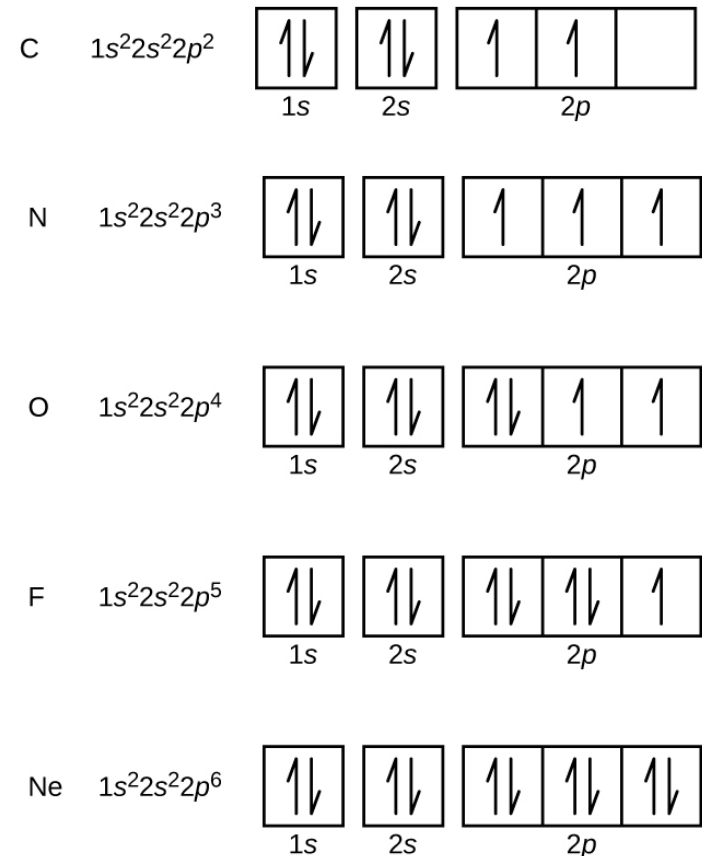 C 1s²2s²2p²
1s 2s 2p
N 1s²2s²2p³
1s 2s 2p
O 1s²2s²2p⁴
1s 2s 2p
F 1s²2s²2p⁵
1s 2s 2p
Ne 1s²2s²2p⁶
1s 2s 2p